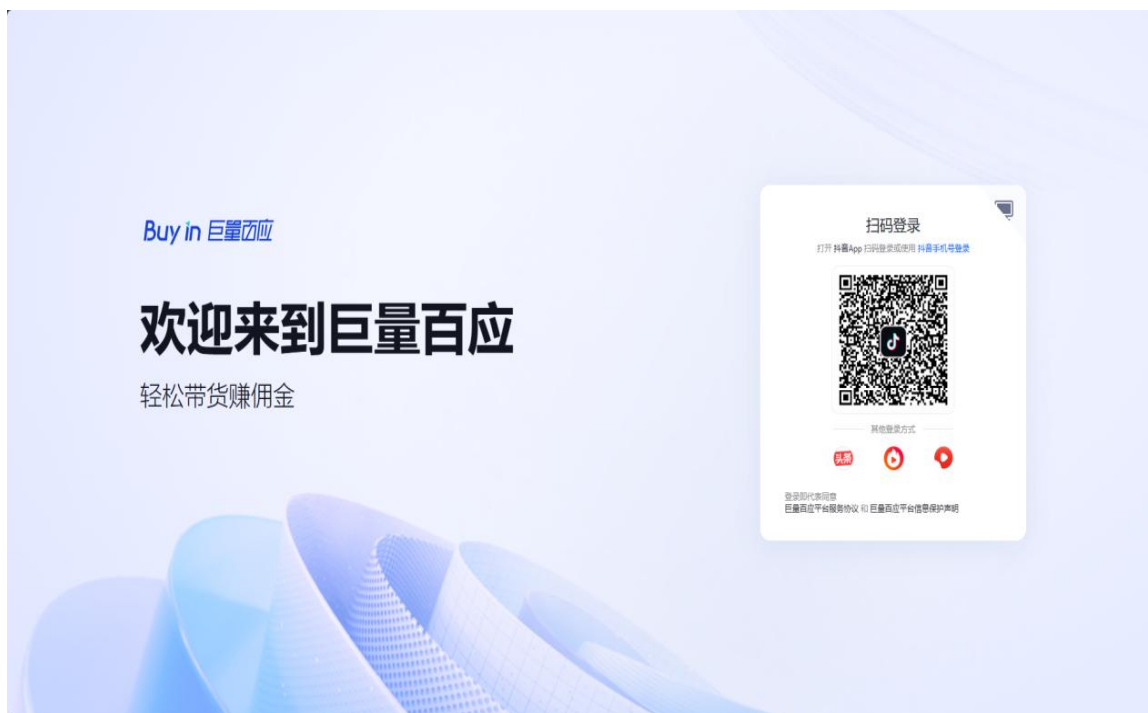 Buy in 巨量百应
欢迎来到巨量百应
轻松带货赚佣金
扫码登录
打开 抖音App 扫码登录或使用 抖音手机号登录
其他登录方式
头条
登录即代表同意
巨量百应平台服务协议 和 巨量百应平台信息保护声明